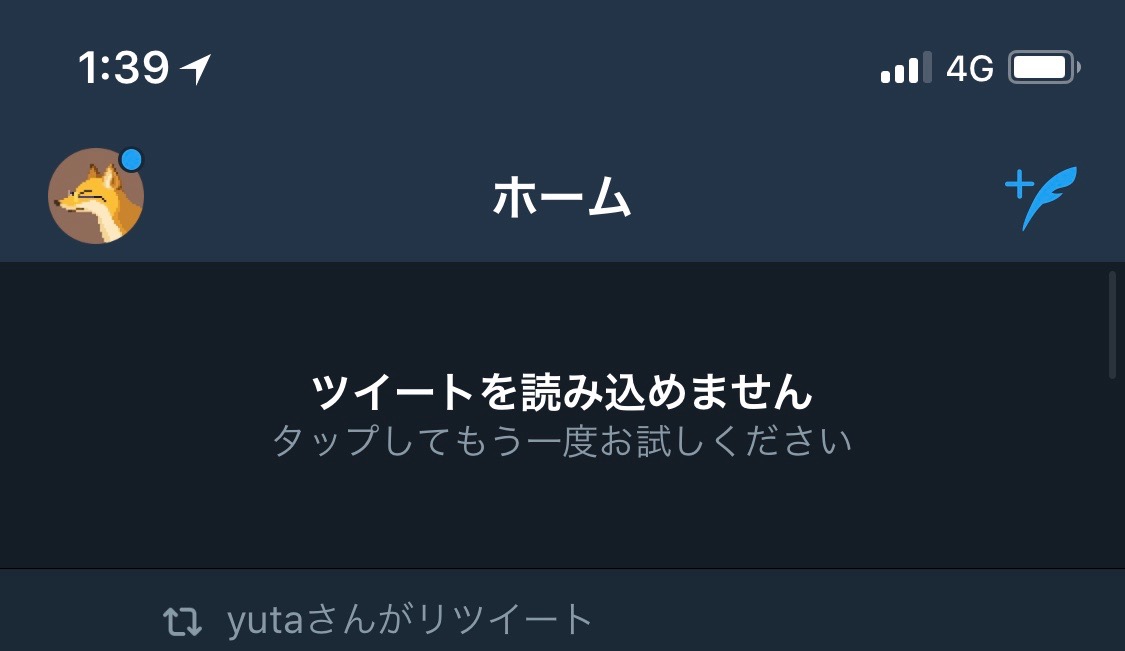 1:39
4G
ホーム
ツイートを読み込めません
タップしてもう一度お試しください
yutaさんがリツイート